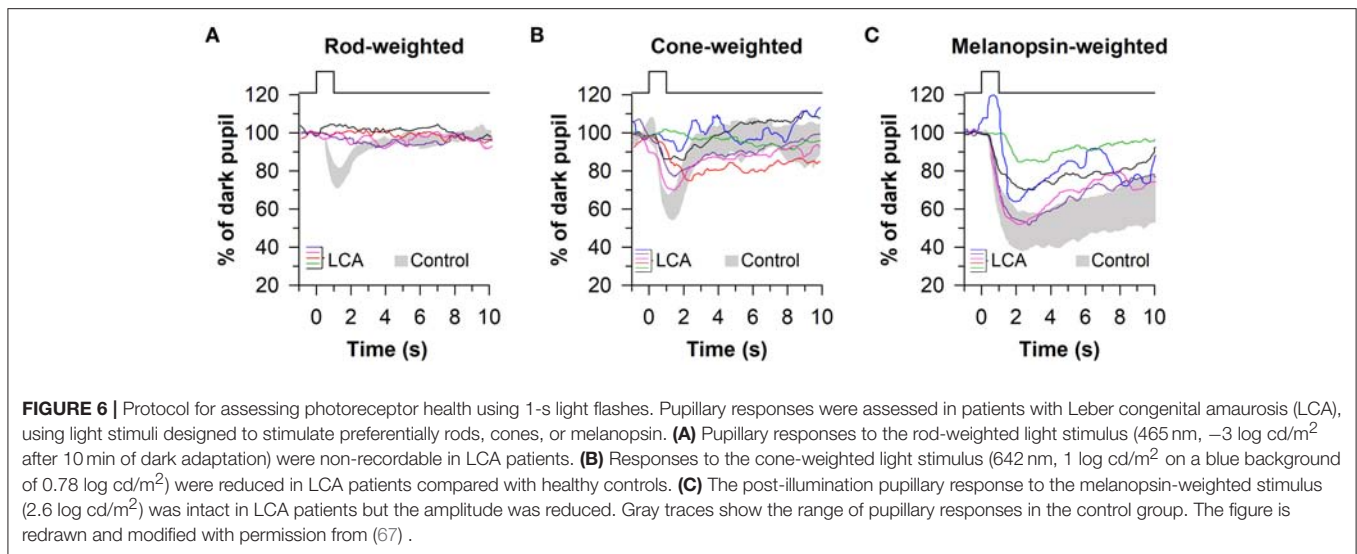 A
Rod-weighted
120
100
80
60
40
20
% of dark pupil
LCA
Control
0 2 4 6 8 10
Time (s)
B
Cone-weighted
120
100
80
60
40
20
% of dark pupil
LCA
Control
0 2 4 6 8 10
Time (s)
C
Melanopsin-weighted
120
100
80
60
40
20
% of dark pupil
LCA
Control
0 2 4 6 8 10
Time (s)
FIGURE 6 | Protocol for assessing photoreceptor health using 1-s light flashes. Pupillary responses were assessed in patients with Leber congenital amaurosis (LCA),
using light stimuli designed to stimulate preferentially rods, cones, or melanopsin. (A) Pupillary responses to the rod-weighted light stimulus (465 nm, −3 log cd/m²
after 10 min of dark adaptation) were non-recordable in LCA patients. (B) Responses to the cone-weighted light stimulus (642 nm, 1 log cd/m² on a blue background
of 0.78 log cd/m²) were reduced in LCA patients compared with healthy controls. (C) The post-illumination pupillary response to the melanopsin-weighted stimulus
(2.6 log cd/m²) was intact in LCA patients but the amplitude was reduced. Gray traces show the range of pupillary responses in the control group. The figure is
redrawn and modified with permission from (67) .